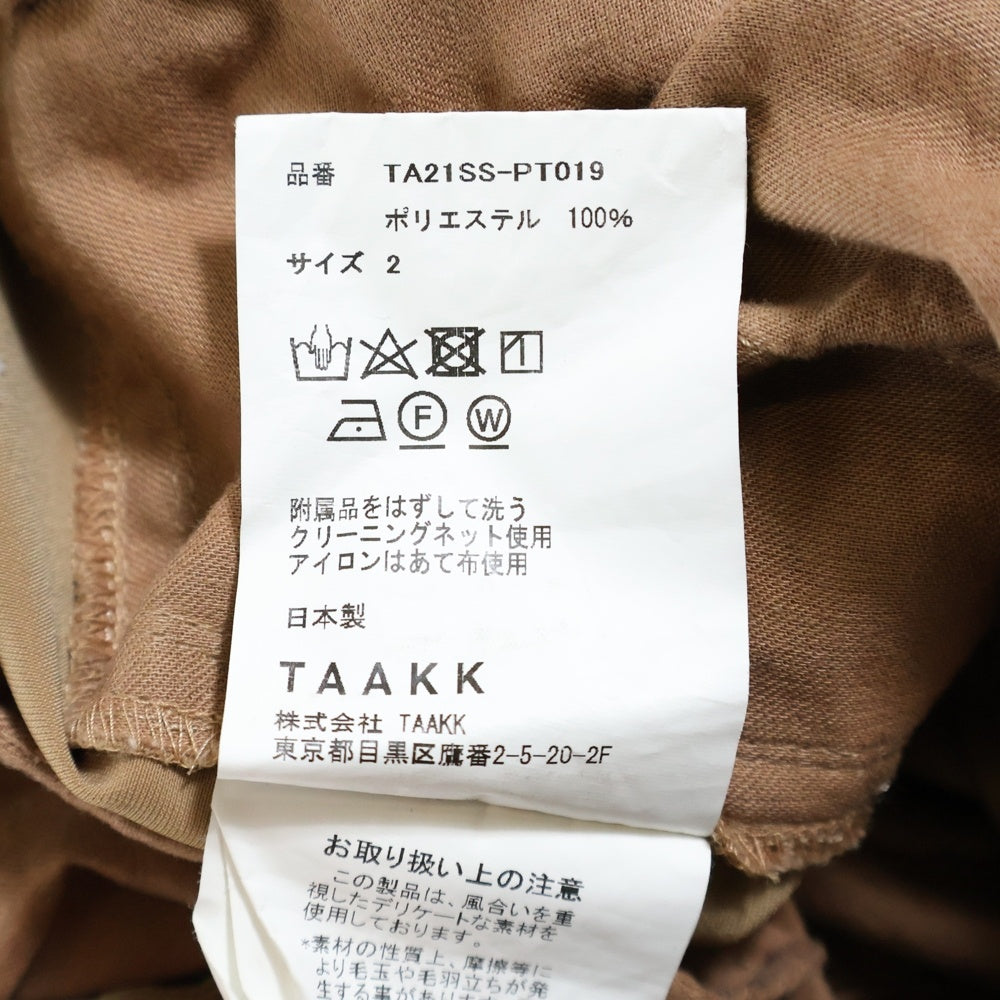 品番 TA21SS-PT019
ポリエステル 100%
サイズ 2
F W
附属品をはずして洗う
クリーニングネット使用
アイロンはあて布使用
日本製
TAAKK
株式会社 TAAKK
東京都目黒区鷹番2-5-20-2F
お取り扱い上の注意
この製品は、風合いを重
視したデリケートな素材を
使用しております。
*素材の性質上、摩擦等に
より毛玉や毛羽立ちが発
生する事があります